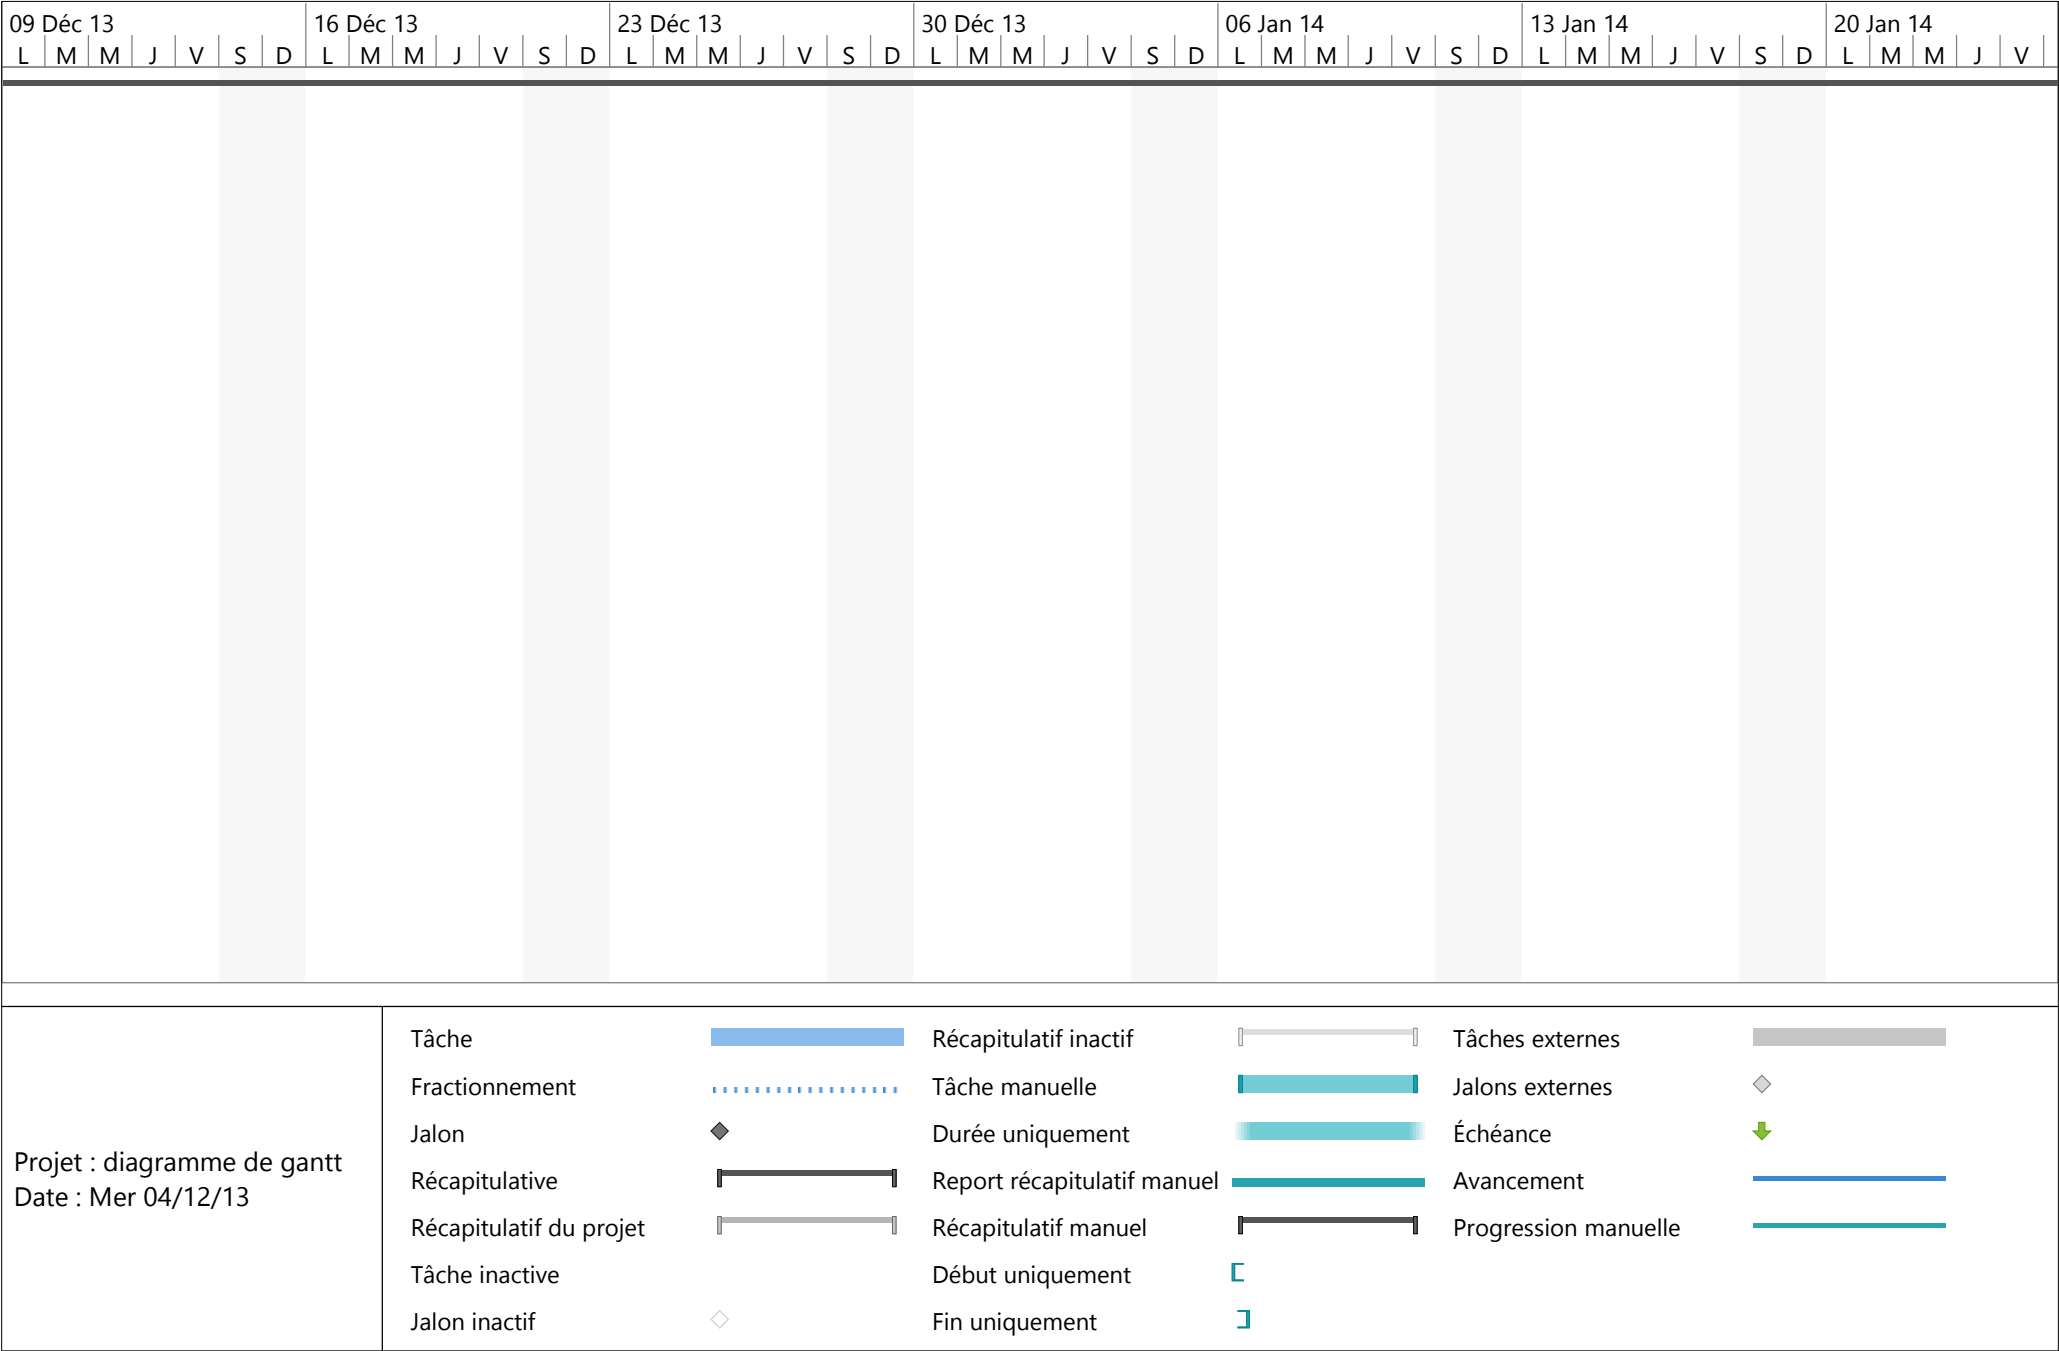 09 Déc 13 16 Déc 13 23 Déc 13 30 Déc 13 06 Jan 14 13 Jan 14 20 Jan 14
L M M J V S D L M M J V S D L M M J V S D L M M J V S D L M M J V S D L M M J V S D L M M J V
Projet : diagramme de gantt
Date : Mer 04/12/13
Tâche
Fractionnement
Jalon
Récapitulative
Récapitulatif du projet
Tâche inactive
Jalon inactif
Récapitulatif inactif
Tâche manuelle
Durée uniquement
Report récapitulatif manuel
Récapitulatif manuel
Début uniquement
Fin uniquement
Tâches externes
Jalons externes
Échéance
Avancement
Progression manuelle